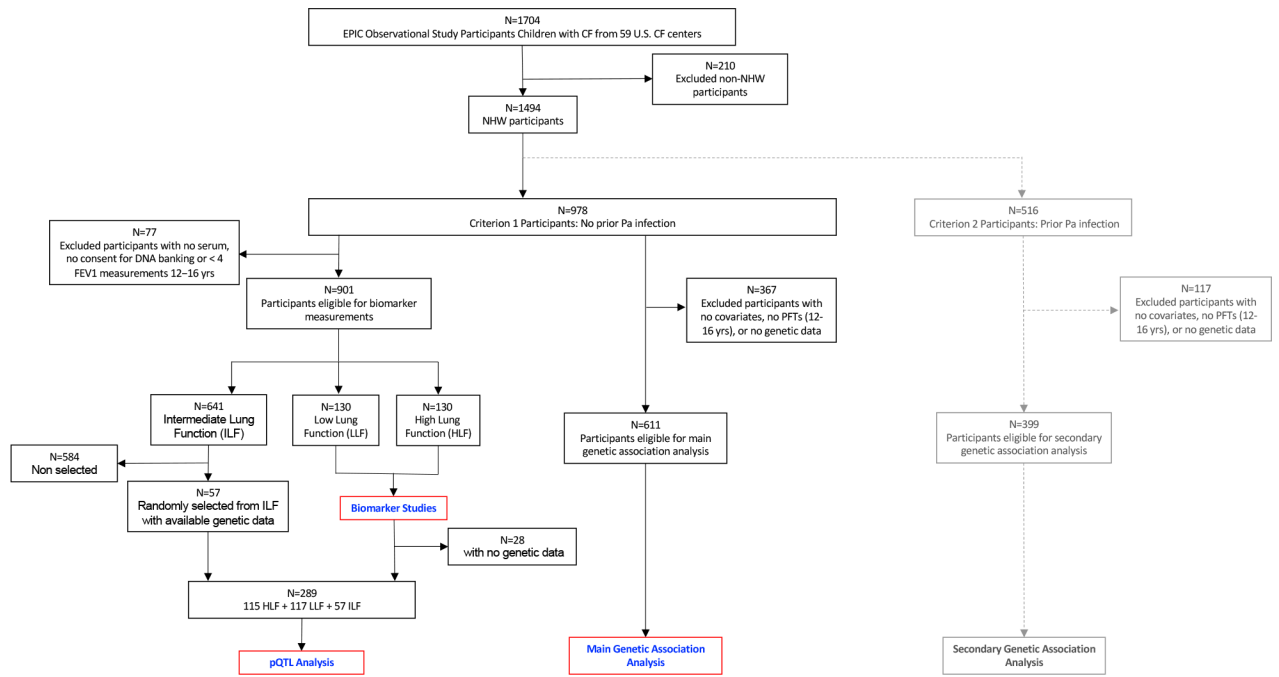 N=1704
EPIC Observational Study Participants Children with CF from 59 U.S. CF centers
N=210
Excluded non-NHW
participants
N=1494
NHW participants
N=978
Criterion 1 Participants: No prior Pa infection
N=516
Criterion 2 Participants: Prior Pa infection
N=77
Excluded participants with no serum,
no consent for DNA banking or < 4
FEV1 measurements 12–16 yrs
N=901
Participants eligible for biomarker
measurements
N=367
Excluded participants with
no covariates, no PFTs (12-
16 yrs), or no genetic data
N=117
Excluded participants with
no covariates, no PFTs (12-
16 yrs), or no genetic data
N=641
Intermediate Lung
Function (ILF)
N=130
Low Lung
Function (LLF)
N=130
High Lung
Function (HLF)
N=611
Participants eligible for main
genetic association analysis
N=399
Participants eligible for secondary
genetic association analysis
N=584
Non selected
N=57
Randomly selected from ILF
with available genetic data
Biomarker Studies
N=28
with no genetic data
N=289
115 HLF + 117 LLF + 57 ILF
pQTL Analysis
Main Genetic Association
Analysis
Secondary Genetic Association
Analysis